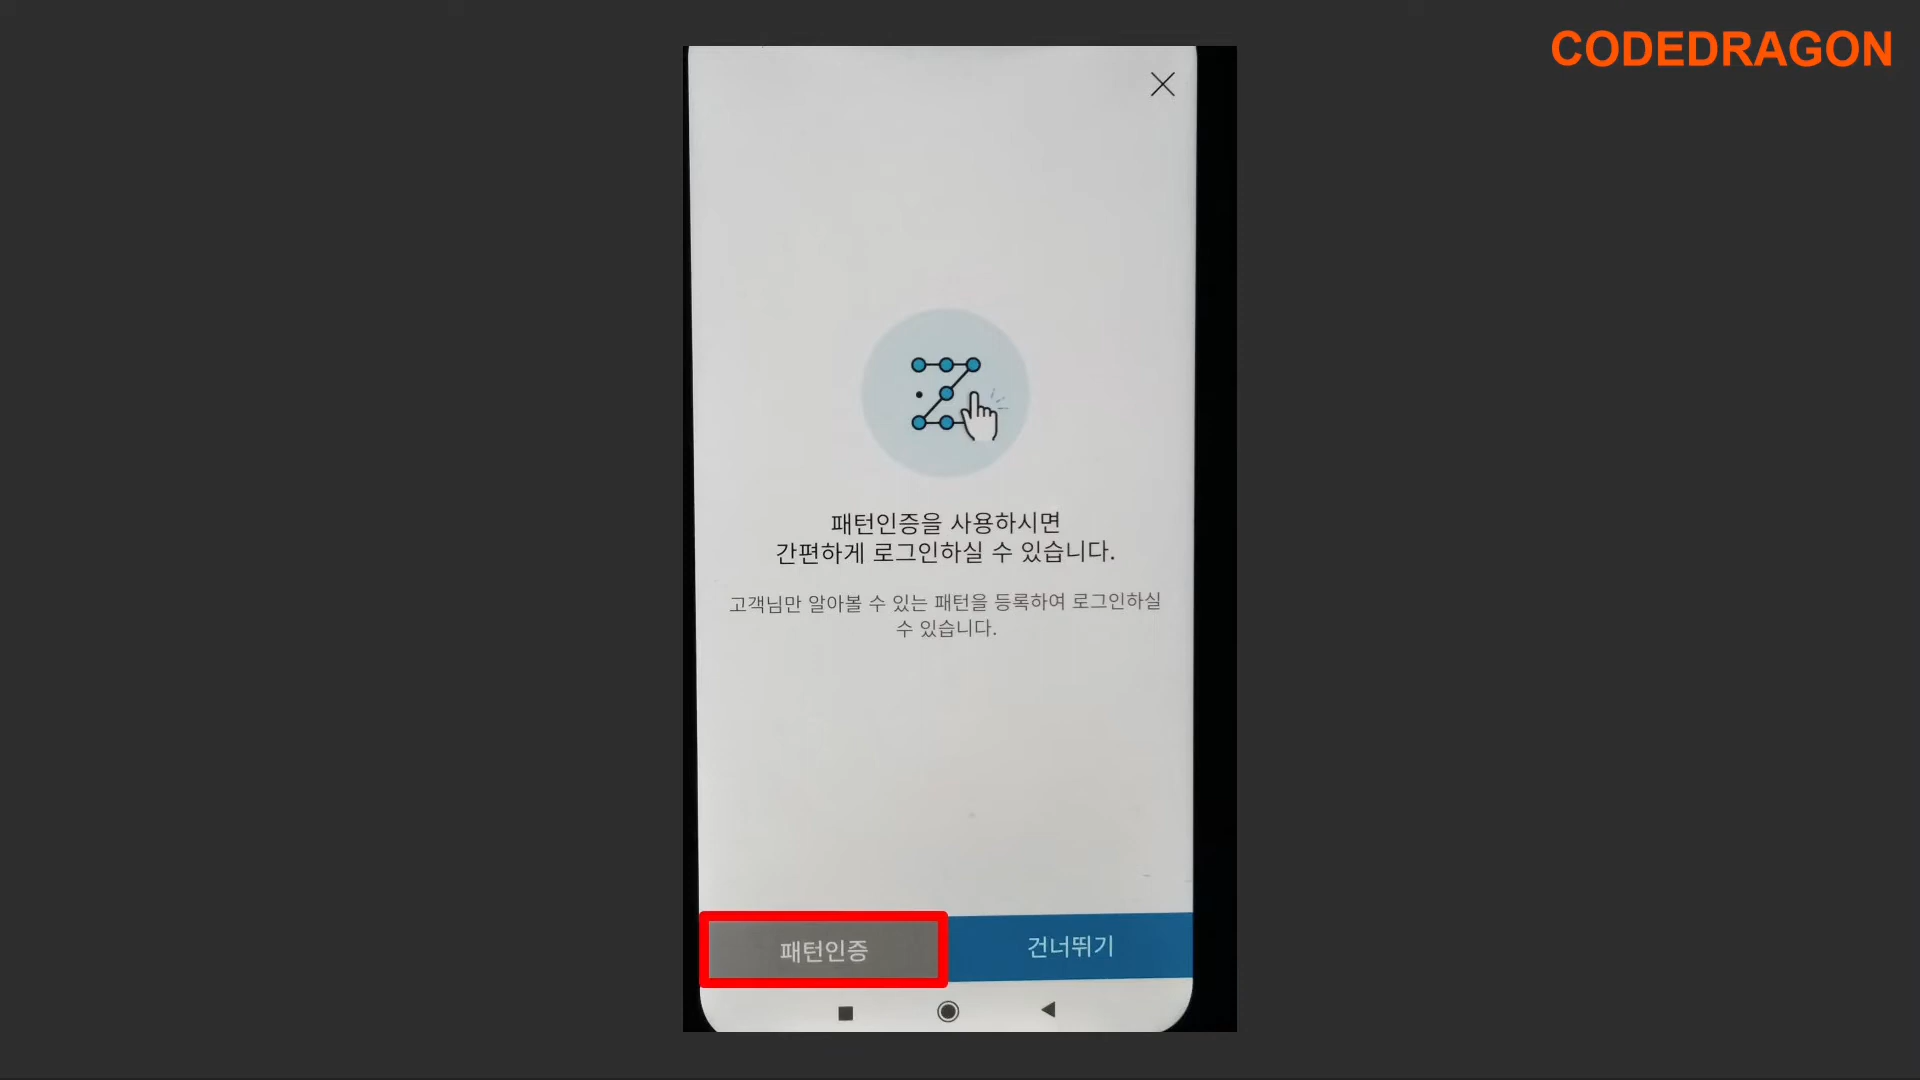 CODEDRAGON
패턴인증을 사용하시면
간편하게 로그인하실 수 있습니다.
고객님만 알아볼 수 있는 패턴을 등록하여 로그인하실
수 있습니다.
패턴인증
건너뛰기